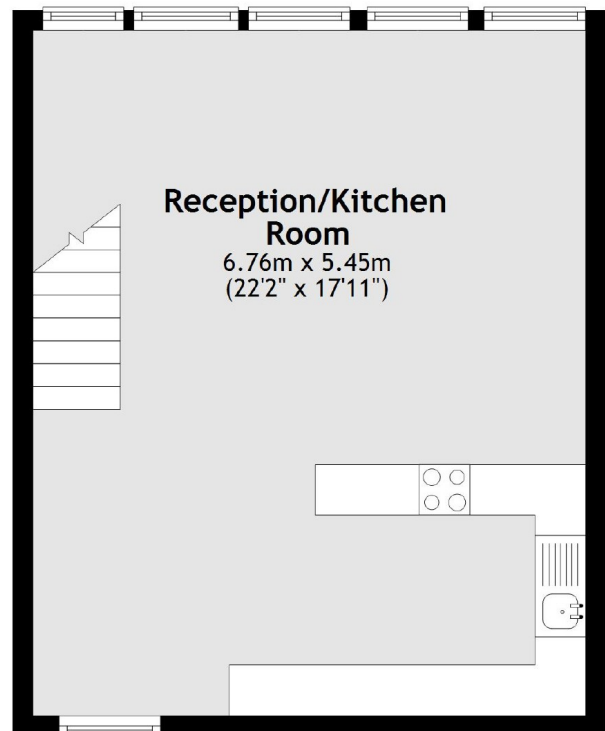 Reception/Kitchen
Room
6.76m x 5.45m
(22'2" x 17'11")